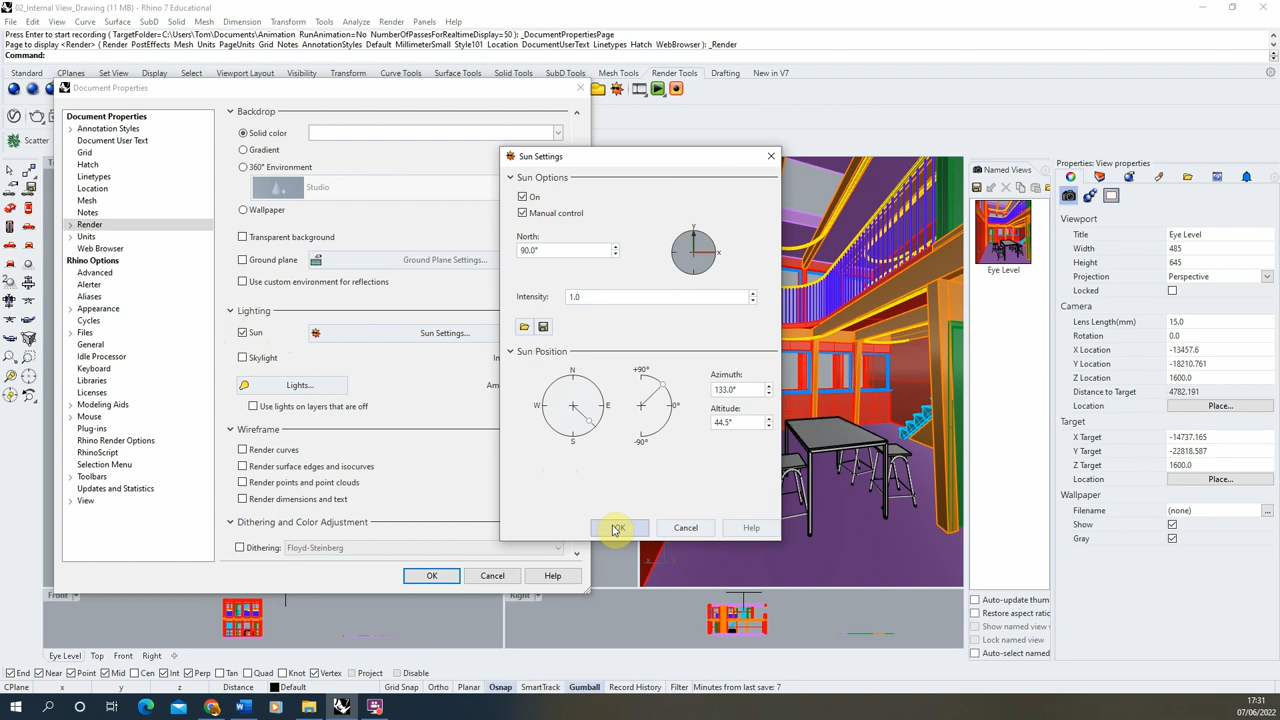 02_Internal View_Drawing (11 MB) - Rhino 7 Educational
File Edit View Curve Surface SubD Solid Mesh Dimension Transform Tools Analyze Render Panels Help
Press Enter to start recording ( TargetFolder=C:\Users\Tom\Documents\Animation RunAnimation=No NumberOfPassesForRealtimeDisplay=50 ): _DocumentPropertiesPage
Page to display <Render> ( Render PostEffects Mesh Units PageUnits Grid Notes AnnotationStyles Default MillimeterSmall Style101 Location DocumentUserText Linetypes Hatch WebBrowser ): _Render
Command:
Standard CPlanes Set View Display Select Viewport Layout Visibility Transform Curve Tools Surface Tools Solid Tools SubD Tools Mesh Tools Render Tools Drafting New in V7
Scatter
Document Properties
Document Properties
Annotation Styles
Document User Text
Grid
Hatch
Linetypes
Location
Mesh
Notes
Render
Units
Web Browser
Rhino Options
Advanced
Alerter
Aliases
Appearance
Cycles
Files
General
Idle Processor
Keyboard
Libraries
Licenses
Modeling Aids
Mouse
Plug-ins
Rhino Render Options
RhinoScript
Selection Menu
Toolbars
Updates and Statistics
View
Backdrop
Solid color
Gradient
360° Environment
Studio
Wallpaper
Transparent background
Ground plane Ground Plane Settings...
Use custom environment for reflections
Lighting
Sun Sun Settings...
Skylight
Lights...
Use lights on layers that are off
Wireframe
Render curves
Render surface edges and isocurves
Render points and point clouds
Render dimensions and text
Dithering and Color Adjustment
Dithering: Floyd-Steinberg
OK Cancel Help
Sun Settings
Sun Options
On
Manual control
North:
90.0°
y
x
Intensity: 1.0
Sun Position
N
W E
S
+90°
0°
-90°
Azimuth:
133.0°
Altitude:
44.5°
OK Cancel Help
Named Views
Eye Level
Auto-update thum
Restore aspect ratio
Show named view
Lock named view
Auto-select named
Properties: View properties
Viewport
Title Eye Level
Width 485
Height 645
Projection Perspective
Locked
Camera
Lens Length(mm) 15.0
Rotation 0.0
X Location -13457.6
Y Location -18210.761
Z Location 1600.0
Distance to Target 4782.191
Location Place...
Target
X Target -14737.165
Y Target -22818.587
Z Target 1600.0
Location Place...
Wallpaper
Filename (none) ...
Show
Gray
Front Right
Eye Level Top Front Right
End Near Point Mid Cen Int Perp Tan Quad Knot Vertex Project Disable
CPlane x y z Distance Default Grid Snap Ortho Planar Osnap SmartTrack Gumball Record History Filter Minutes from last save: 7
17:31
07/06/2022